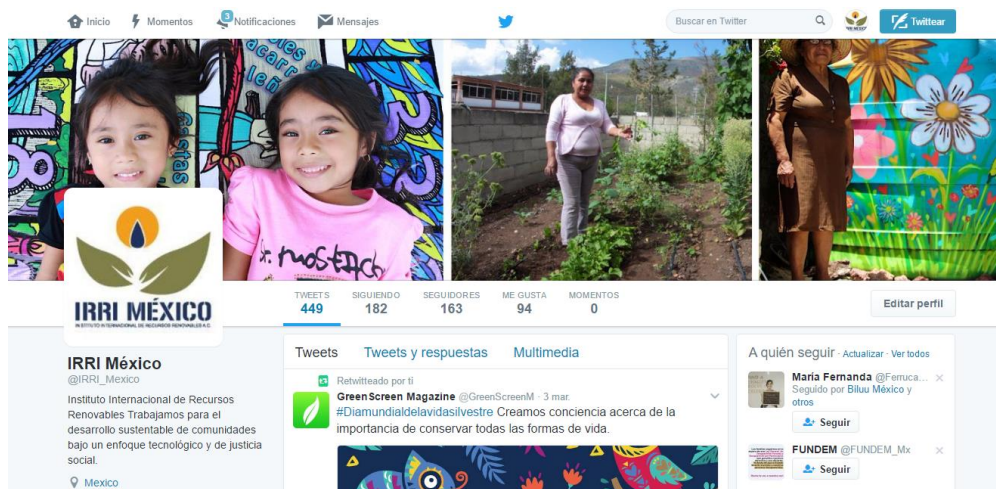 Inicio
Momentos
3
Notificaciones
Mensajes
Buscar en Twitter
Twittear
IRRI MÉXICO
INSTITUTO INTERNACIONAL DE RECURSOS RENOVABLES A.C.
TWEETS
449
SIGUIENDO
182
SEGUIDORES
163
ME GUSTA
94
MOMENTOS
0
Editar perfil
IRRI México
@IRRI_Mexico
Instituto Internacional de Recursos
Renovables Trabajamos para el
desarrollo sustentable de comunidades
bajo un enfoque tecnológico y de justicia
social.
Mexico
Tweets Tweets y respuestas Multimedia
Retwitteado por ti
GreenScreen Magazine @GreenScreenM · 3 mar.
#Diamundialdelavidasilvestre Creamos conciencia acerca de la
importancia de conservar todas las formas de vida.
A quién seguir · Actualizar · Ver todos
María Fernanda @Ferruca...
Seguido por Biluu México y
otros
Seguir
FUNDEM @FUNDEM_Mx
Seguir